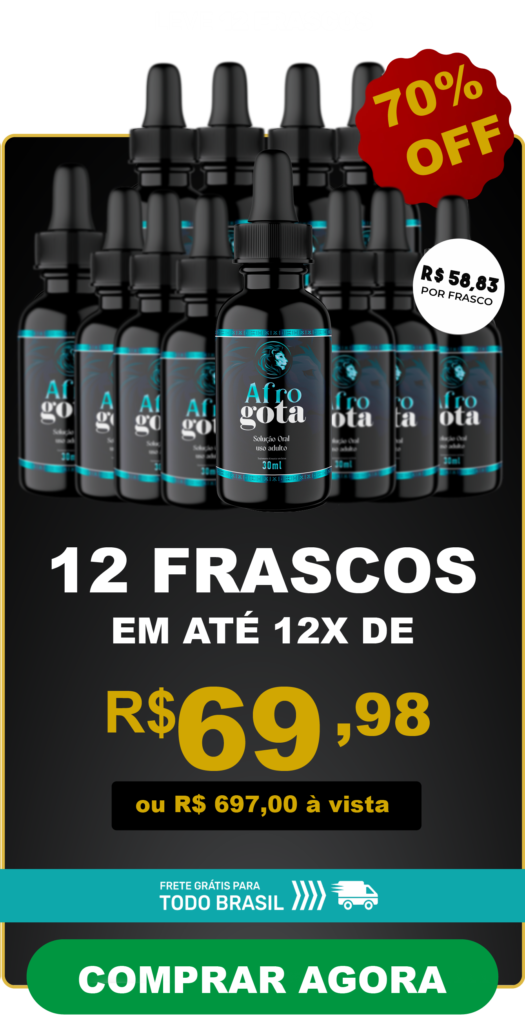 70%
OFF
R$ 58,83
POR FRASCO
Afro
gota
Solução Oral
uso adulto
30ml
12 FRASCOS
EM ATÉ 12X DE
R$69,98
ou R$ 697,00 à vista
FRETE GRÁTIS PARA
TODO BRASIL
COMPRAR AGORA